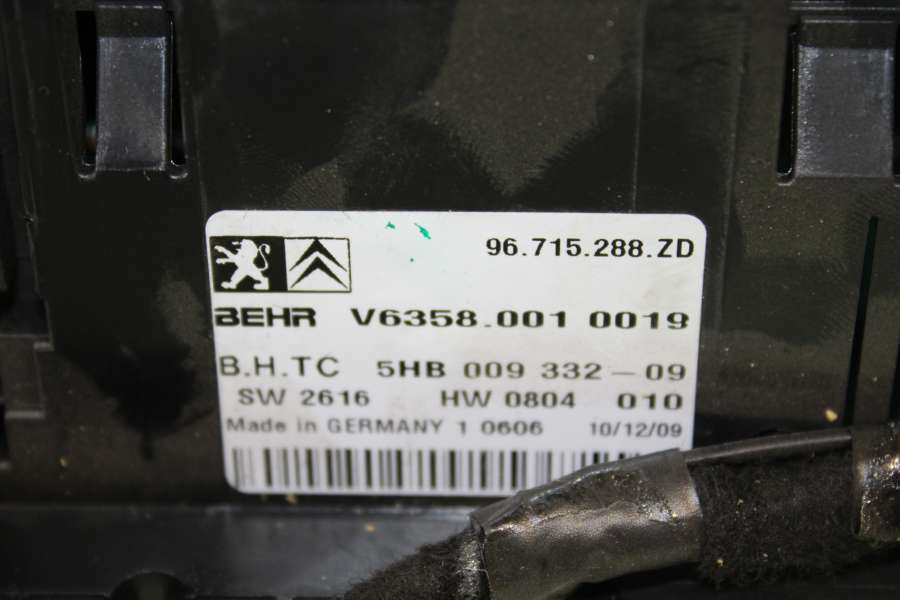 96.715.288.ZD
BEHR V6358.001 0019
B.H.TC 5HB 009 332-09
SW 2616 HW 0804 010
Made in GERMANY 1 0606 10/12/09